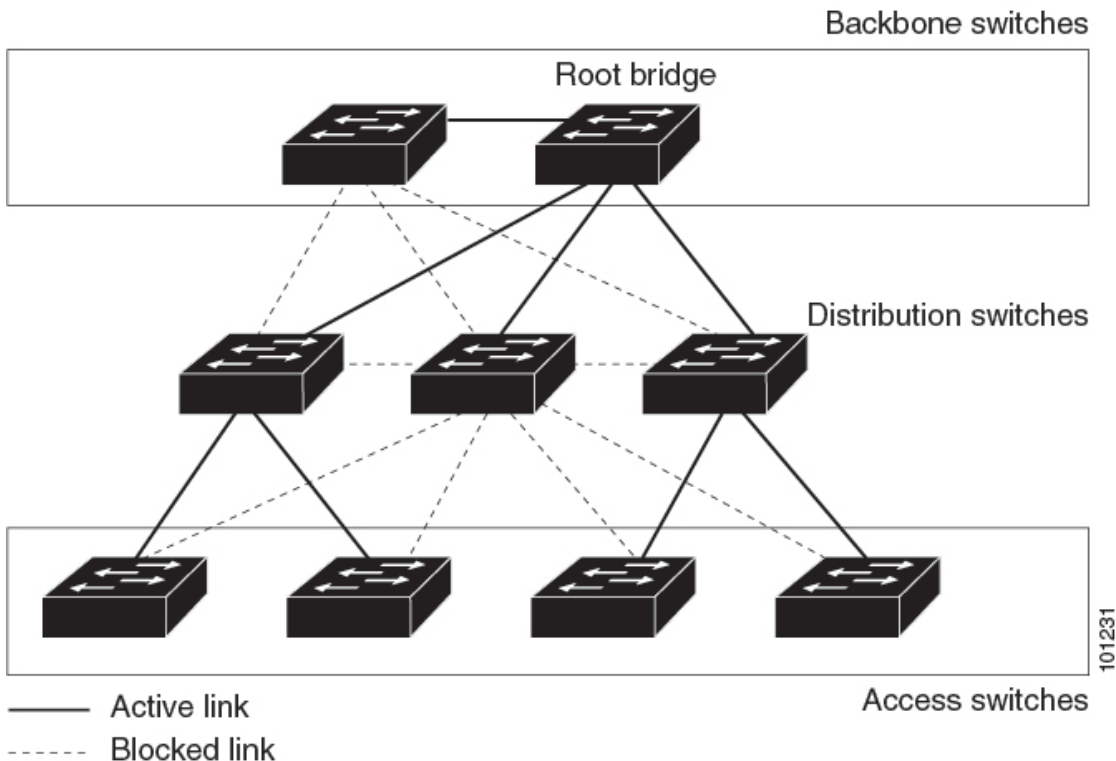 Backbone switches
Root bridge
Distribution switches
101231
Access switches
Active link
Blocked link